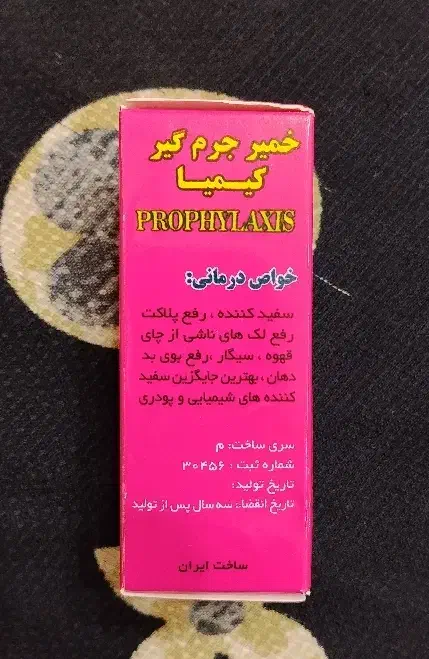 خمیر جرم گیر
کیمیا
PROPHYLAXIS
خواص درمانی:
سفید کننده ، رفع پلاکت
رفع لک های ناشی از چای
قهوه ، سیگار ، رفع بوی بد
دهان ، بهترین جایگزین سفید
کننده های شیمیایی و پودری
سری ساخت: م
شماره ثبت : ۳۰۴۵۶
تاریخ تولید:
تاریخ انقضاء: سه سال پس از تولید
ساخت ایران